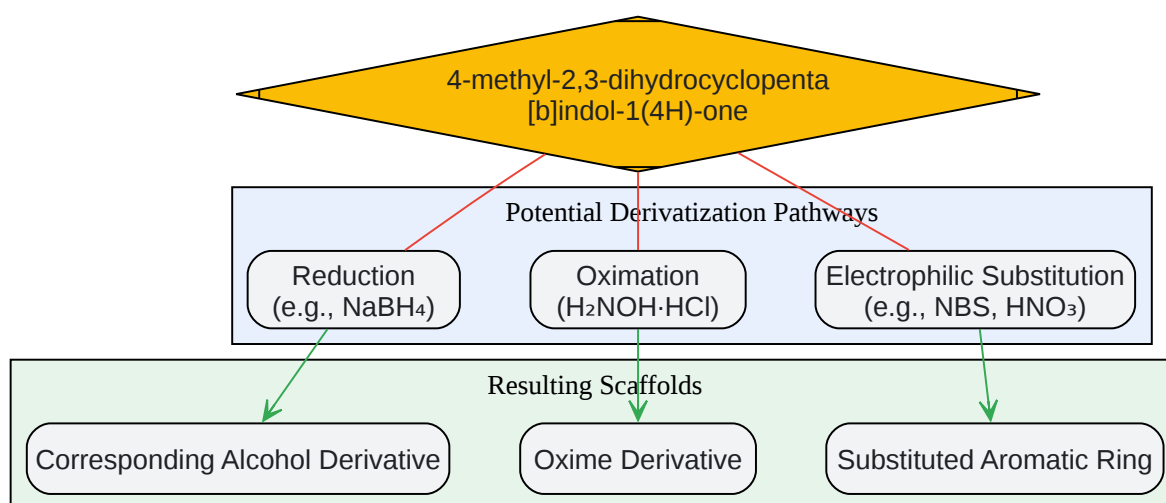 4-methyl-2,3-dihydrocyclopenta
[b]indol-1(4H)-one
Potential Derivatization Pathways
Reduction
(e.g., NaBH₄)
Oximation
(H₂NOH·HCl)
Electrophilic Substitution
(e.g., NBS, HNO₃)
Resulting Scaffolds
Corresponding Alcohol Derivative
Oxime Derivative
Substituted Aromatic Ring